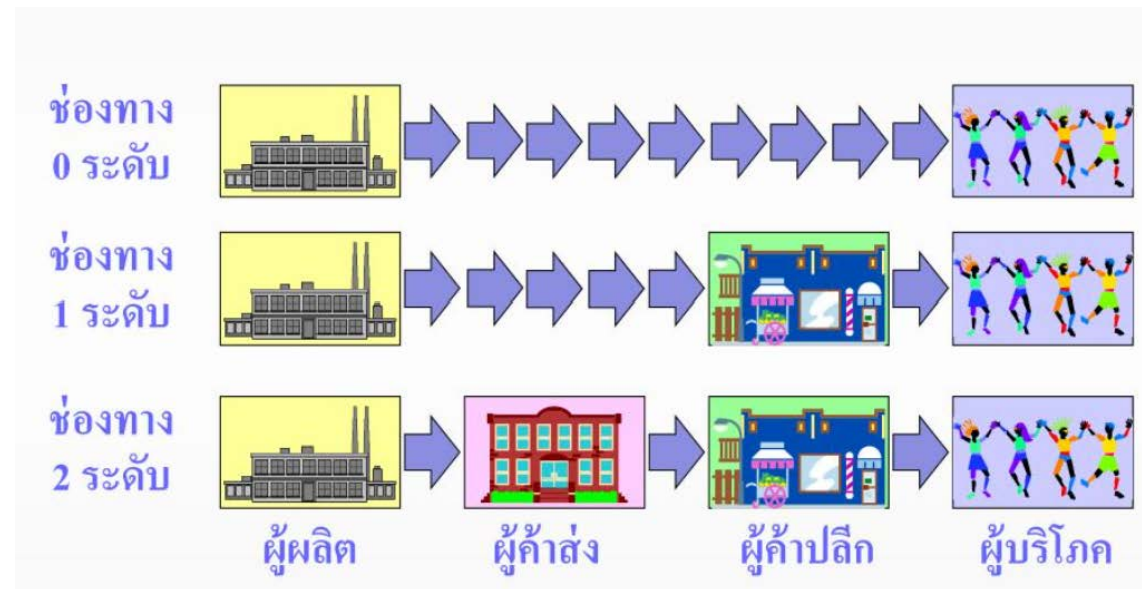 ช่องทาง
0 ระดับ
ช่องทาง
1 ระดับ
ช่องทาง
2 ระดับ
ผู้ผลิต
ผู้ค้าส่ง
ผู้ค้าปลีก
ผู้บริโภค